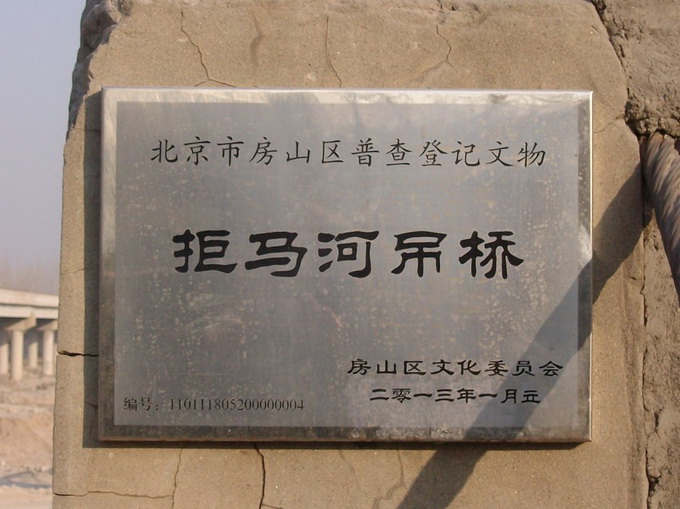 北京市房山区普查登记文物
拒马河吊桥
房山区文化委员会
二零一三年一月立
编号：110111805200000004